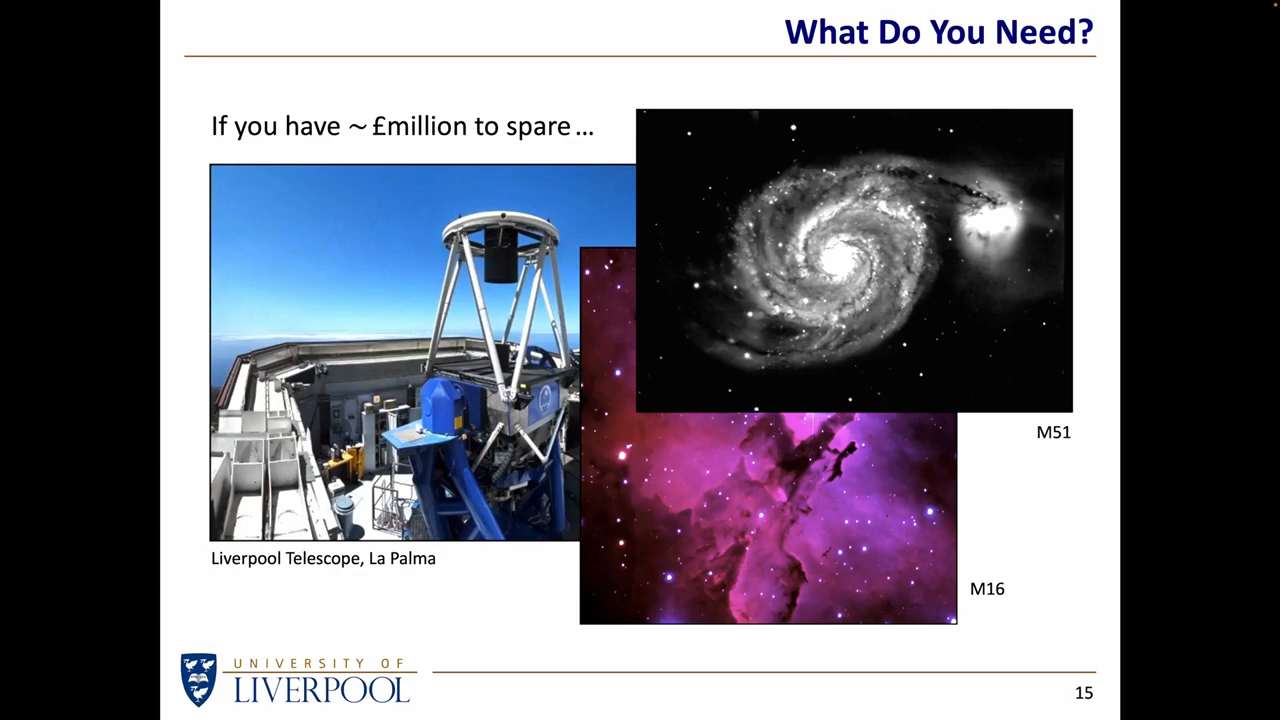 What Do You Need?
If you have ~ £million to spare ...
M51
Liverpool Telescope, La Palma
M16
UNIVERSITY OF
LIVERPOOL
15